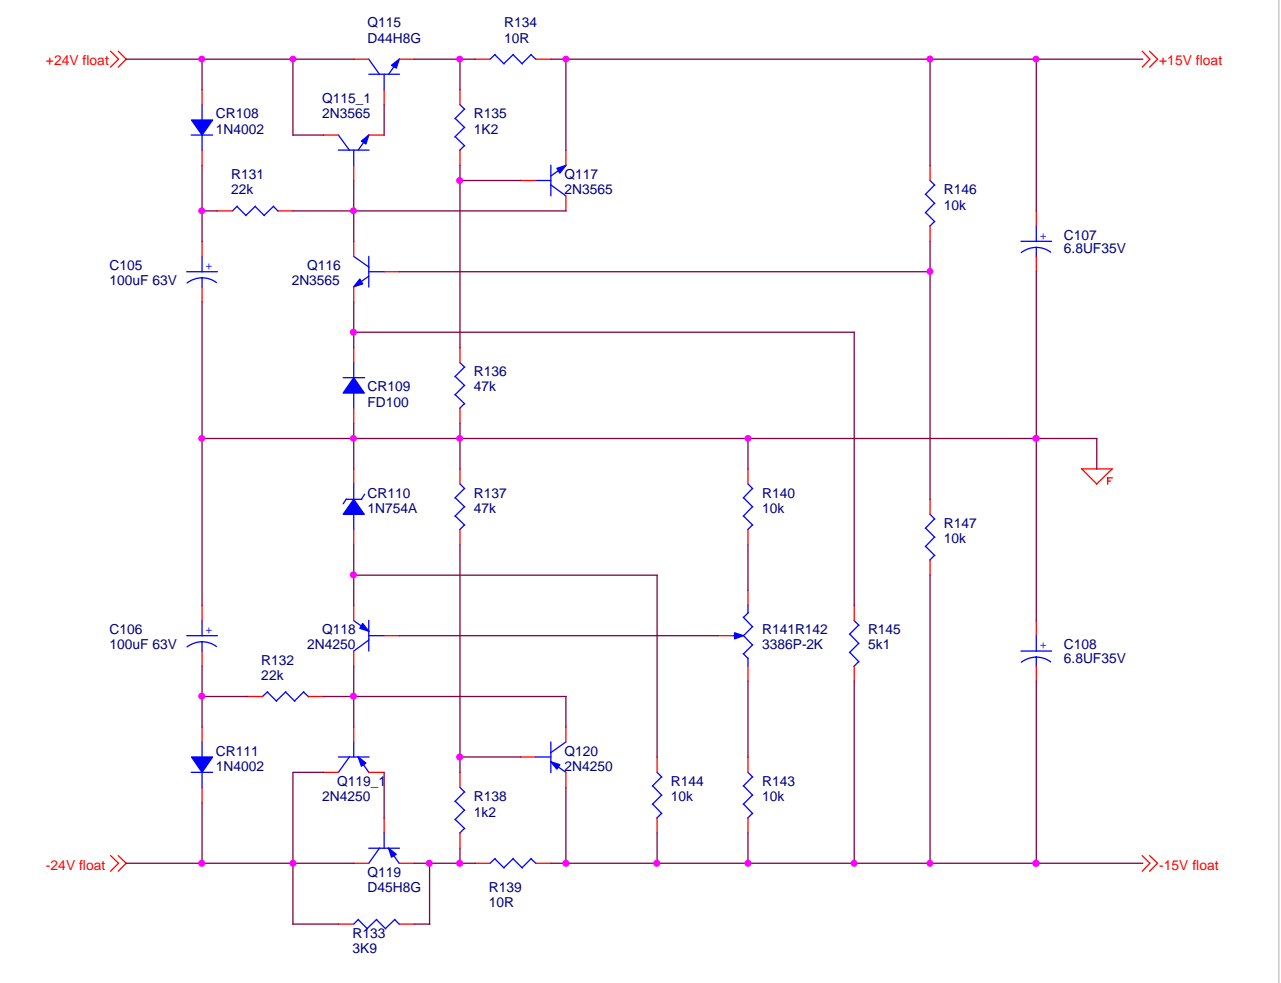 Q115
D44H8G
R134
10R
+24V float
+15V float
CR108
1N4002
Q115_1
2N3565
R135
1K2
R131
22k
Q117
2N3565
R146
10k
C105
100uF 63V
+
Q116
2N3565
+
C107
6.8UF35V
CR109
FD100
R136
47k
F
CR110
1N754A
R137
47k
R140
10k
R147
10k
C106
100uF 63V
+
Q118
2N4250
R141R142
3386P-2K
R145
5k1
+
C108
6.8UF35V
R132
22k
CR111
1N4002
Q119_1
2N4250
Q120
2N4250
R138
1k2
R144
10k
R143
10k
-24V float
-15V float
Q119
D45H8G
R139
10R
R133
3K9